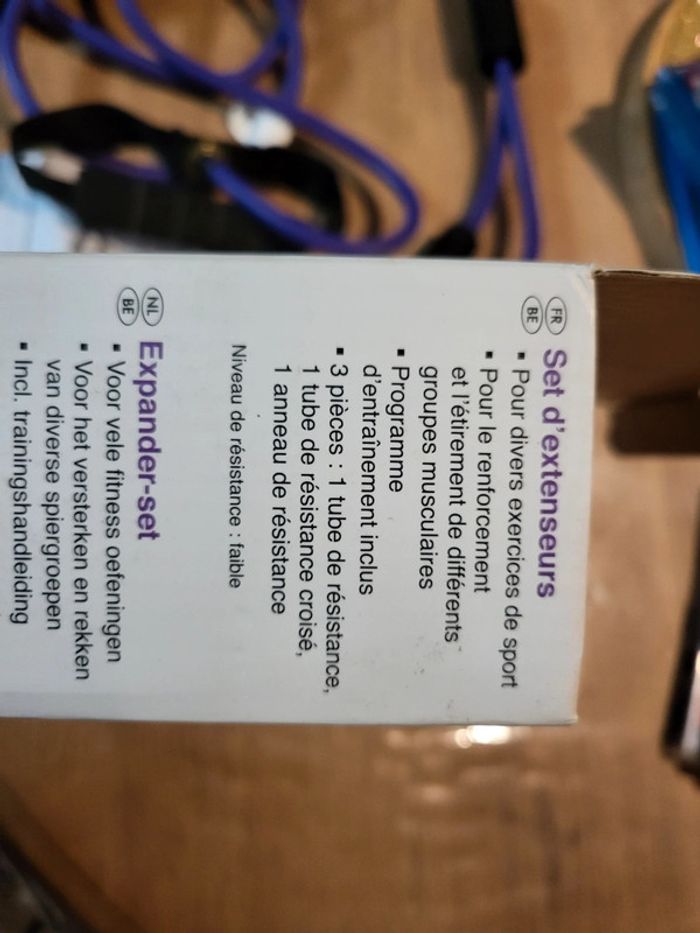 FR
BE
Set d'extenseurs
▪ Pour divers exercices de sport
▪ Pour le renforcement
et l'étirement de différents
groupes musculaires
▪ Programme
d'entraînement inclus
▪ 3 pièces : 1 tube de résistance,
1 tube de résistance croisé,
1 anneau de résistance
Niveau de résistance : faible
NL
BE
Expander-set
▪ Voor vele fitness oefeningen
▪ Voor het versterken en rekken
van diverse spiergroepen
▪ Incl. trainingshandleiding